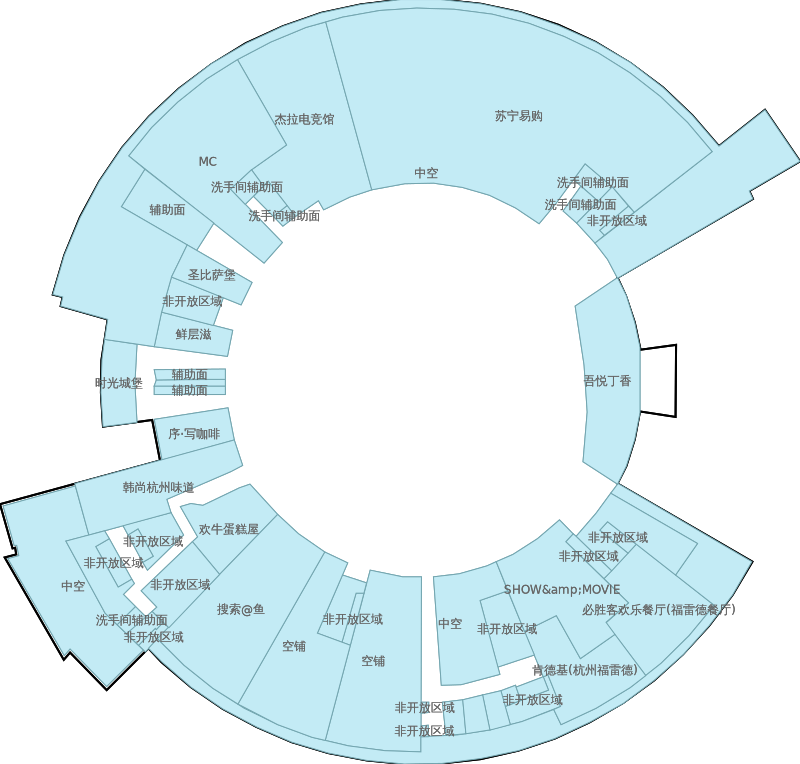 苏宁易购
杰拉电竞馆
MC
中空
洗手间辅助面
洗手间辅助面
洗手间辅助面
洗手间辅助面
辅助面
非开放区域
圣比萨堡
非开放区域
鲜层滋
辅助面
时光城堡
吾悦丁香
辅助面
序·写咖啡
韩尚杭州味道
欢牛蛋糕屋
非开放区域
非开放区域
非开放区域
非开放区域
中空
非开放区域
SHOW&amp;MOVIE
搜索@鱼
必胜客欢乐餐厅(福雷德餐厅)
洗手间辅助面
非开放区域
中空
非开放区域
非开放区域
空铺
空铺
肯德基(杭州福雷德)
非开放区域
非开放区域
非开放区域